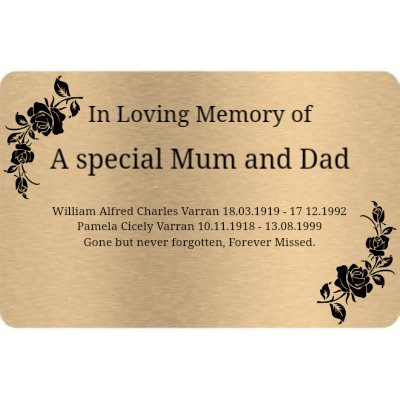 In Loving Memory of
A special Mum and Dad
William Alfred Charles Varran 18.03.1919 - 17 12.1992
Pamela Cicely Varran 10.11.1918 - 13.08.1999
Gone but never forgotten, Forever Missed.